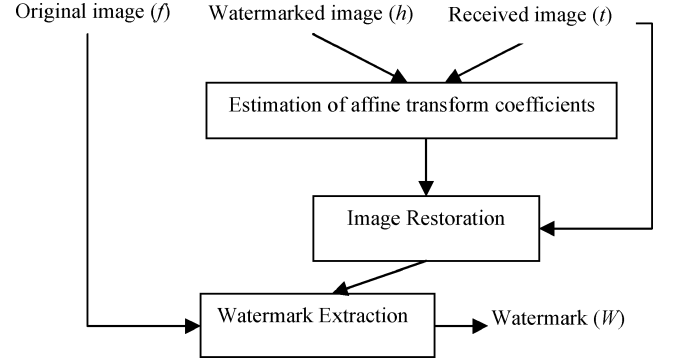 Original image (f)
Watermarked image (h)
Received image (t)
Estimation of affine transform coefficients
Image Restoration
Watermark Extraction
Watermark (W)